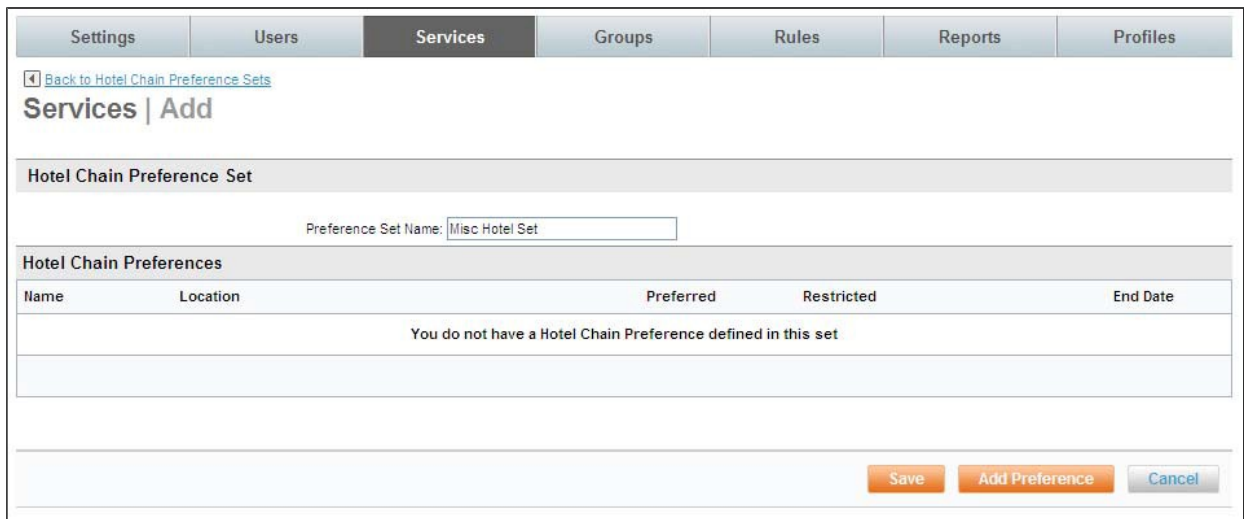 Settings Users Services Groups Rules Reports Profiles
Back to Hotel Chain Preference Sets
Services | Add
Hotel Chain Preference Set
Preference Set Name: Misc Hotel Set
Hotel Chain Preferences
Name Location Preferred Restricted End Date
You do not have a Hotel Chain Preference defined in this set
Save Add Preference Cancel